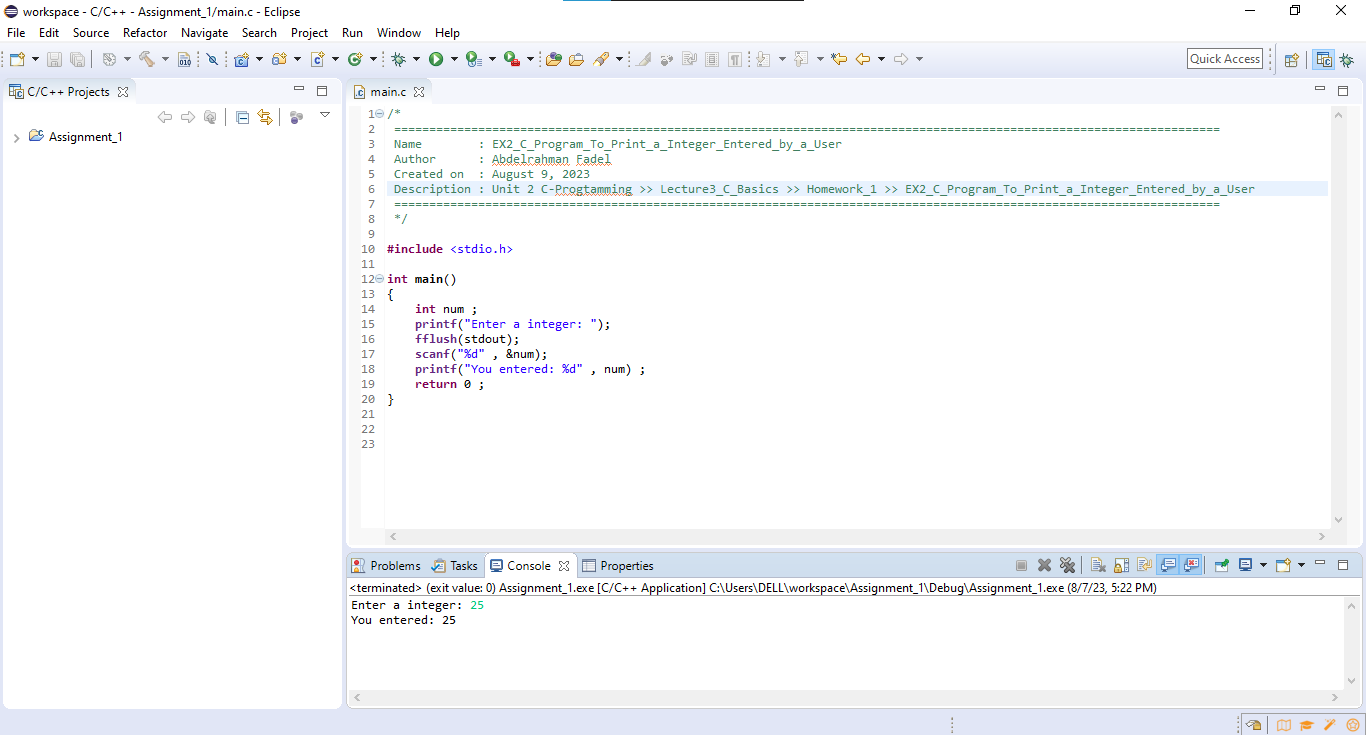 workspace - C/C++ - Assignment_1/main.c - Eclipse
File Edit Source Refactor Navigate Search Project Run Window Help
Quick Access
C/C++ Projects
Assignment_1
main.c
1 /*
2 ======================================================================================================================
3 Name        : EX2_C_Program_To_Print_a_Integer_Entered_by_a_User
4 Author      : Abdelrahman Fadel
5 Created on  : August 9, 2023
6 Description : Unit 2 C-Progtamming >> Lecture3_C_Basics >> Homework_1 >> EX2_C_Program_To_Print_a_Integer_Entered_by_a_User
7 ======================================================================================================================
8 */
9
10 #include <stdio.h>
11
12 int main()
13 {
14     int num ;
15     printf("Enter a integer: ");
16     fflush(stdout);
17     scanf("%d" , &num);
18     printf("You entered: %d" , num) ;
19     return 0 ;
20 }
21
22
23
Problems Tasks Console Properties
<terminated> (exit value: 0) Assignment_1.exe [C/C++ Application] C:\Users\DELL\workspace\Assignment_1\Debug\Assignment_1.exe (8/7/23, 5:22 PM)
Enter a integer: 25
You entered: 25